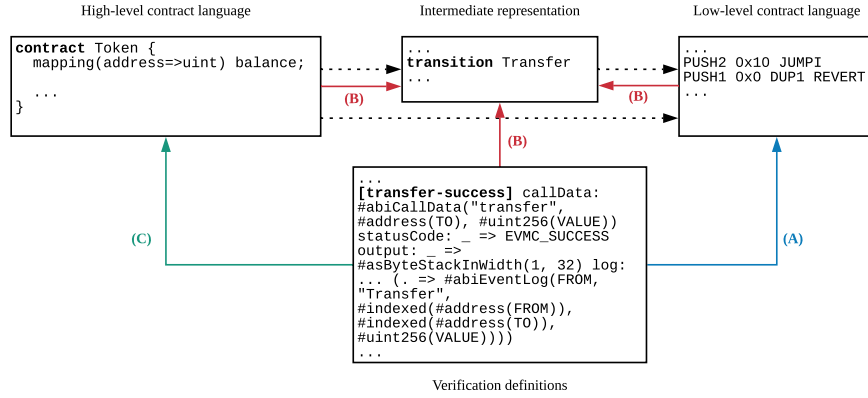 High-level contract language
Intermediate representation
Low-level contract language
contract Token {
mapping(address=>uint) balance;
...
}
...
transition Transfer
...
...
PUSH2 0x10 JUMPI
PUSH1 0x0 DUP1 REVERT
...
(B)
(B)
(B)
(C)
(A)
...
[transfer-success] callData:
#abiCallData("transfer",
#address(TO), #uint256(VALUE))
statusCode: _ => EVMC_SUCCESS
output: _ =>
#asByteStackInWidth(1, 32) log:
... (. => #abiEventLog(FROM,
"Transfer",
#indexed(#address(FROM)),
#indexed(#address(TO)),
#uint256(VALUE))))
...
Verification definitions